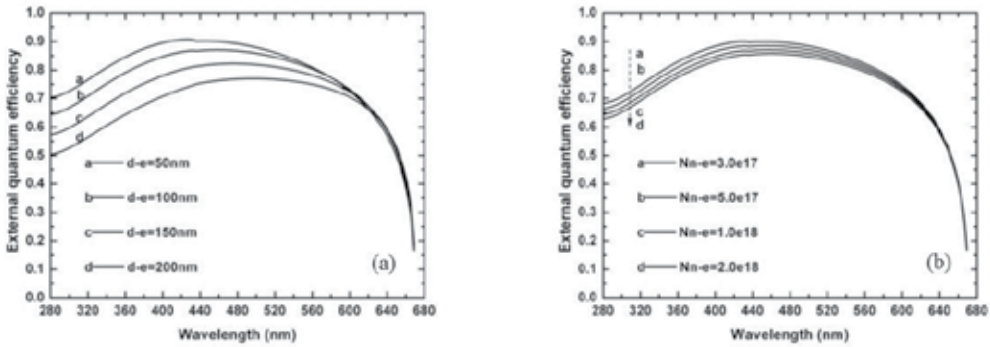 External quantum efficiency
1.0
0.9
0.8
0.7
0.6
0.5
0.4
0.3
0.2
0.1
0.0
a
b
c
d
a d-e=50nm
b d-e=100nm
c d-e=150nm
d d-e=200nm
(a)
280 320 360 400 440 480 520 560 600 640 680
Wavelength (nm)
External quantum efficiency
1.0
0.9
0.8
0.7
0.6
0.5
0.4
0.3
0.2
0.1
0.0
a
b
c
d
a Nn-e=3.0e17
b Nn-e=5.0e17
c Nn-e=1.0e18
d Nn-e=2.0e18
(b)
280 320 360 400 440 480 520 560 600 640 680
Wavelength (nm)